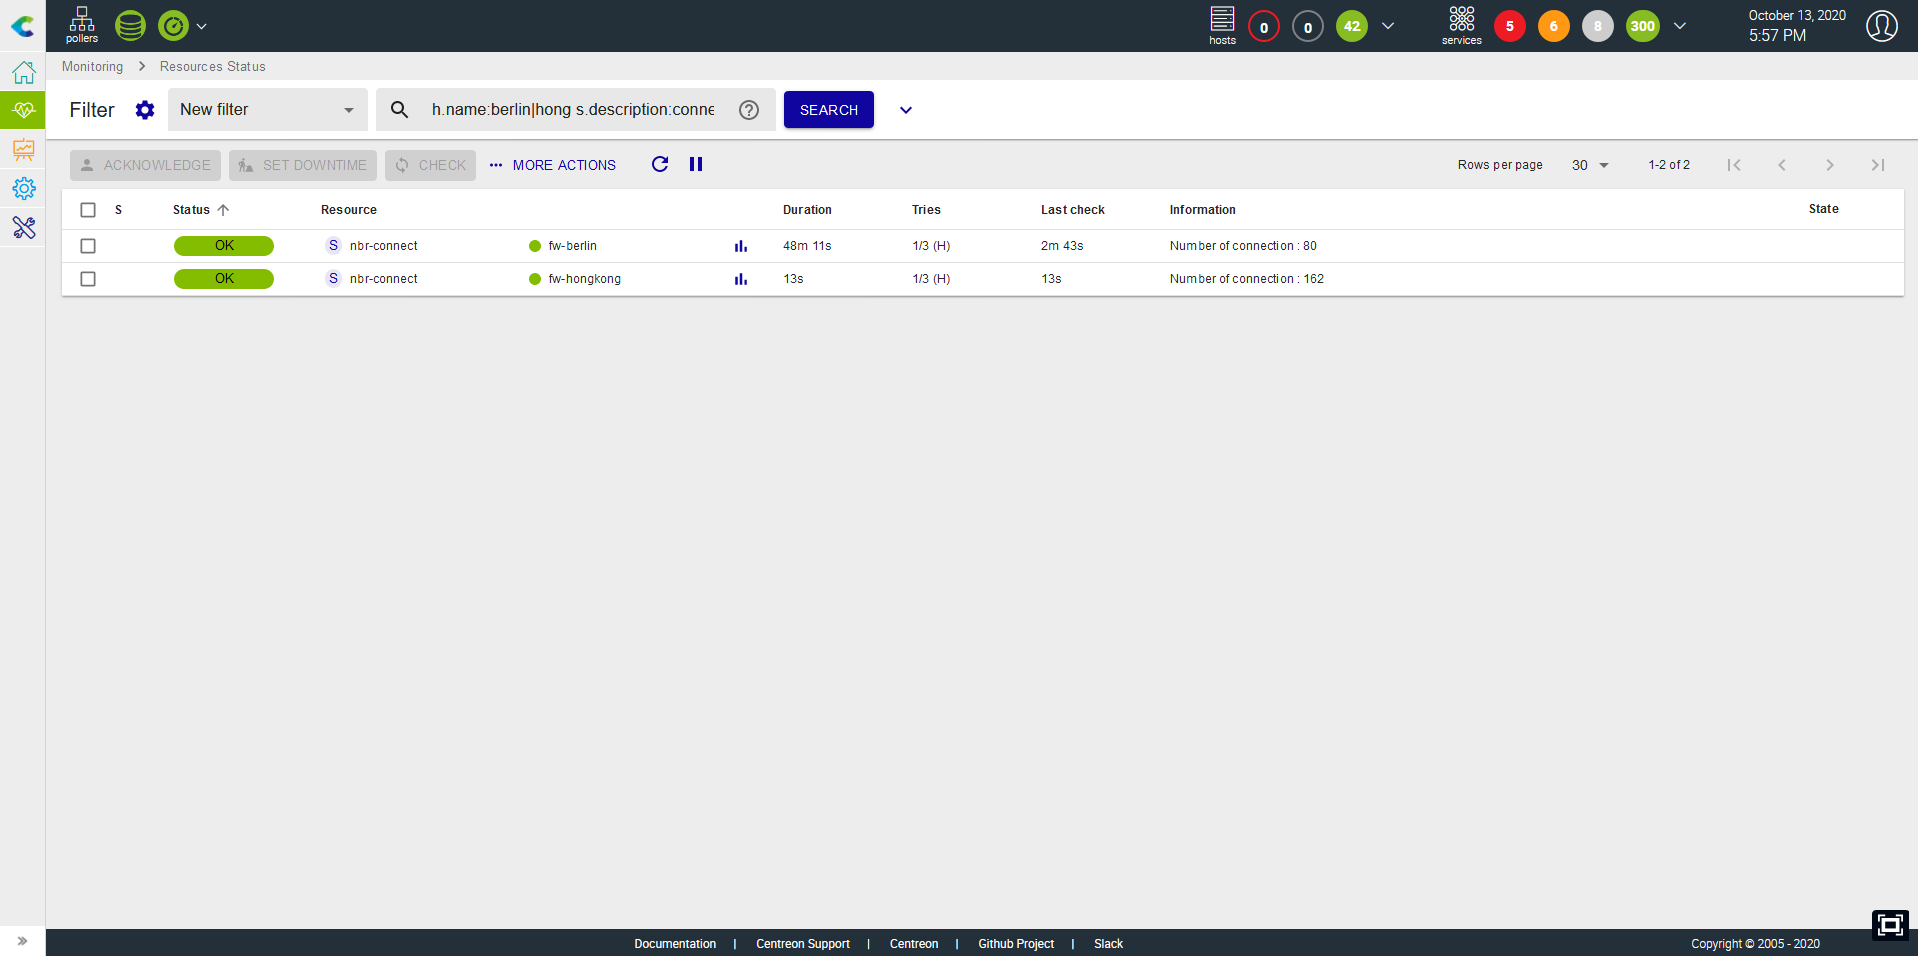 pollers
hosts 0 0 42
services 5 6 8 300
October 13, 2020
5:57 PM
Monitoring Resources Status
Filter New filter h.name:berlin|hong s.description:conne SEARCH
ACKNOWLEDGE SET DOWNTIME CHECK MORE ACTIONS Rows per page 30 1-2 of 2
S Status Resource Duration Tries Last check Information State
OK S nbr-connect fw-berlin 48m 11s 1/3 (H) 2m 43s Number of connection : 80
OK S nbr-connect fw-hongkong 13s 1/3 (H) 13s Number of connection : 162
Documentation | Centreon Support | Centreon | Github Project | Slack Copyright © 2005 - 2020